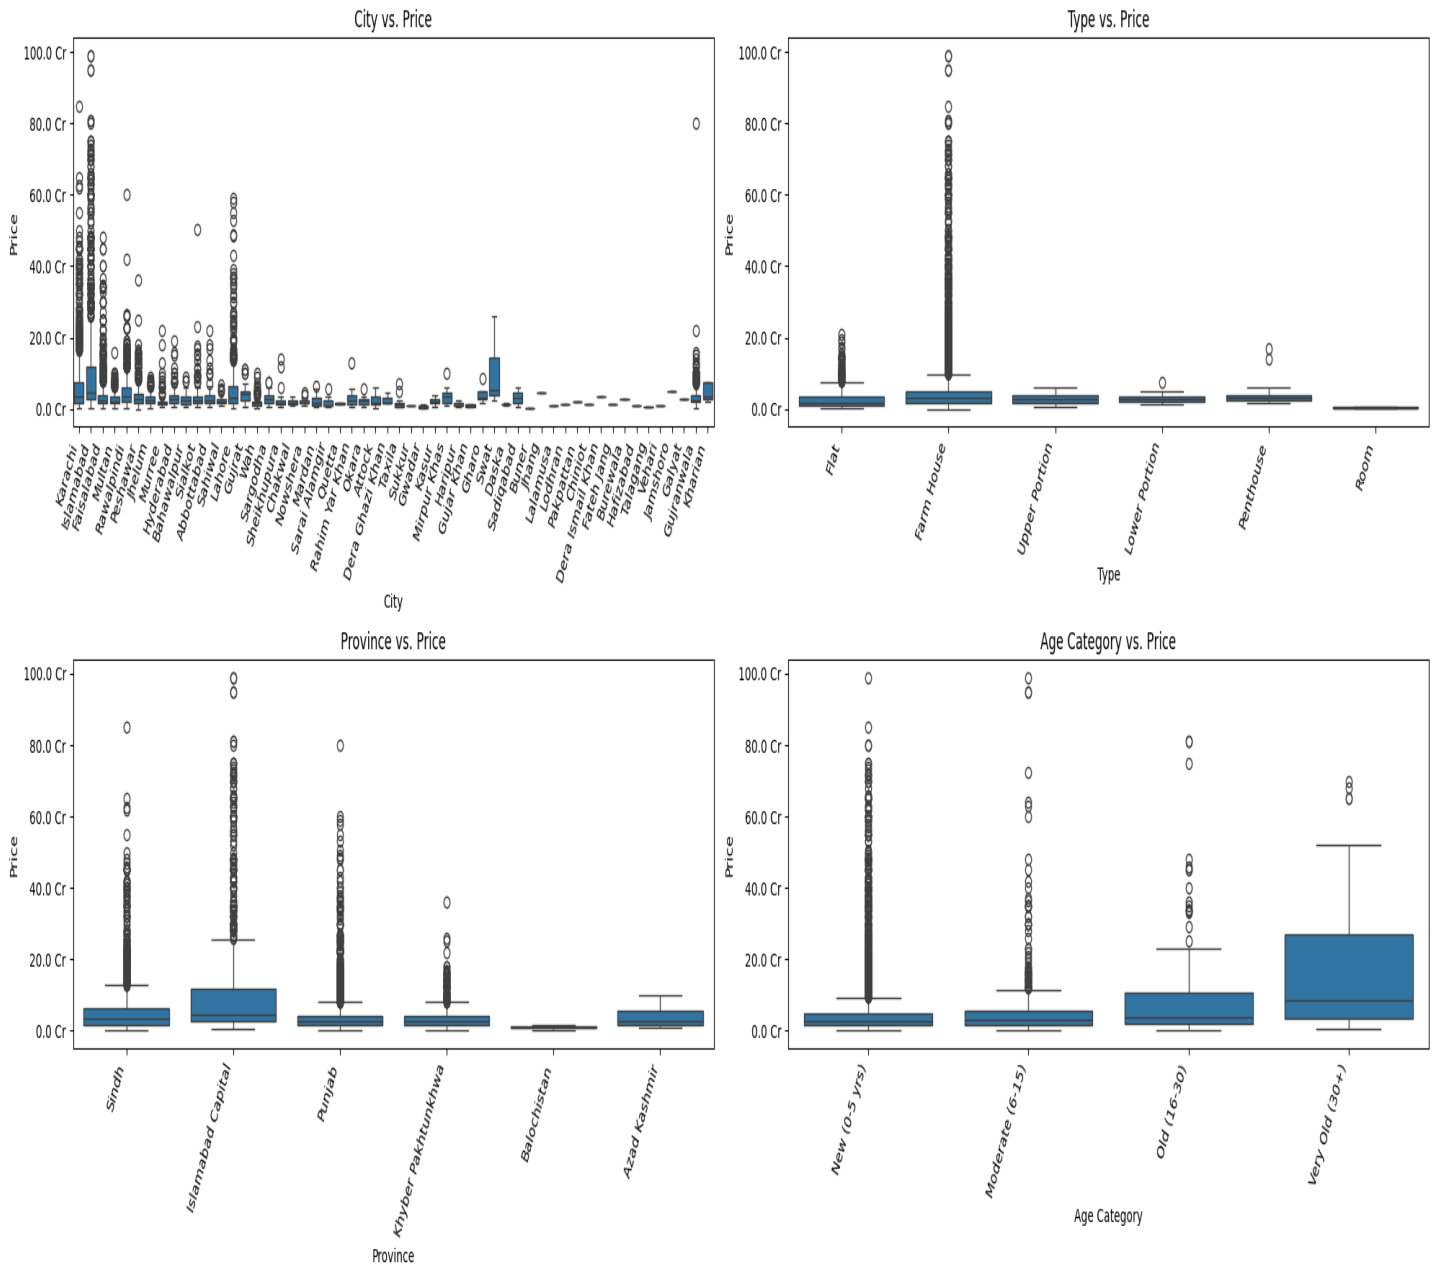 City vs. Price
100.0 Cr
80.0 Cr
60.0 Cr
40.0 Cr
20.0 Cr
0.0 Cr
Price
Karachi
Islamabad
Faisalabad
Multan
Rawalpindi
Peshawar
Jhelum
Murree
Hyderabad
Bahawalpur
Sialkot
Abbottabad
Sahiwal
Lahore
Gujrat
Wah
Sargodha
Sheikhupura
Chakwal
Nowshera
Mardan
Sarai Alamgir
Quetta
Rahim Yar Khan
Okara
Attock
Dera Ghazi Khan
Taxila
Sukkur
Gwadar
Kasur
Mirpur Khas
Haripur
Gujar Khan
Gharo
Swat
Daska
Sadiqabad
Buner
Jhang
Lalamusa
Lodhran
Pakpattan
Chiniot
Dera Ismail Khan
Fateh Jang
Burewala
Hafizabad
Talagang
Vehari
Jamshoro
Galyat
Gujranwala
Kharian
City
Type vs. Price
100.0 Cr
80.0 Cr
60.0 Cr
40.0 Cr
20.0 Cr
0.0 Cr
Price
Flat
Farm House
Upper Portion
Lower Portion
Penthouse
Room
Type
Province vs. Price
100.0 Cr
80.0 Cr
60.0 Cr
40.0 Cr
20.0 Cr
0.0 Cr
Price
Sindh
Islamabad Capital
Punjab
Khyber Pakhtunkhwa
Balochistan
Azad Kashmir
Province
Age Category vs. Price
100.0 Cr
80.0 Cr
60.0 Cr
40.0 Cr
20.0 Cr
0.0 Cr
Price
New (0-5 yrs)
Moderate (6-15)
Old (16-30)
Very Old (30+)
Age Category